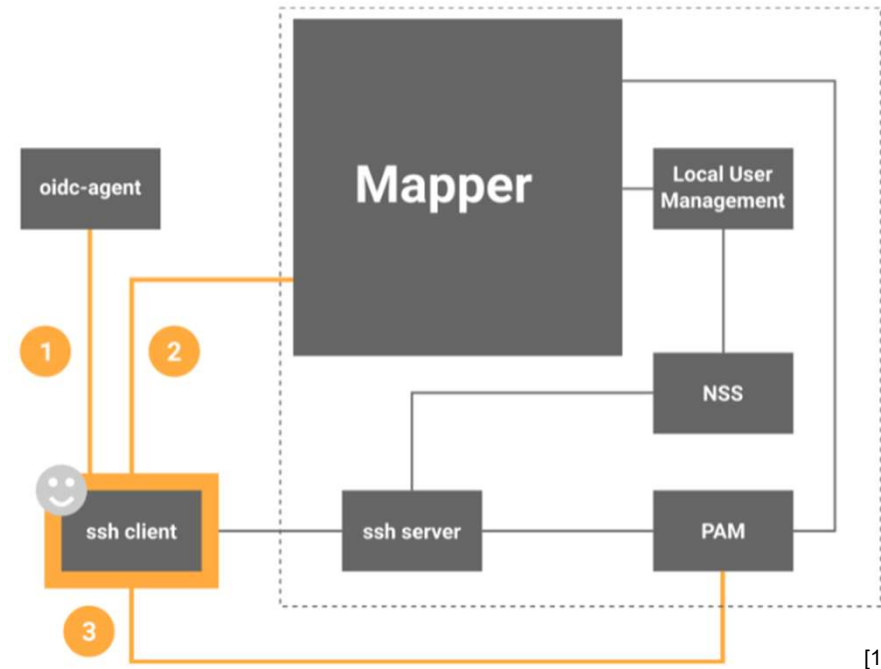 Mapper
oidc-agent
Local User
Management
1
2
NSS
ssh client
ssh server
PAM
3
[1